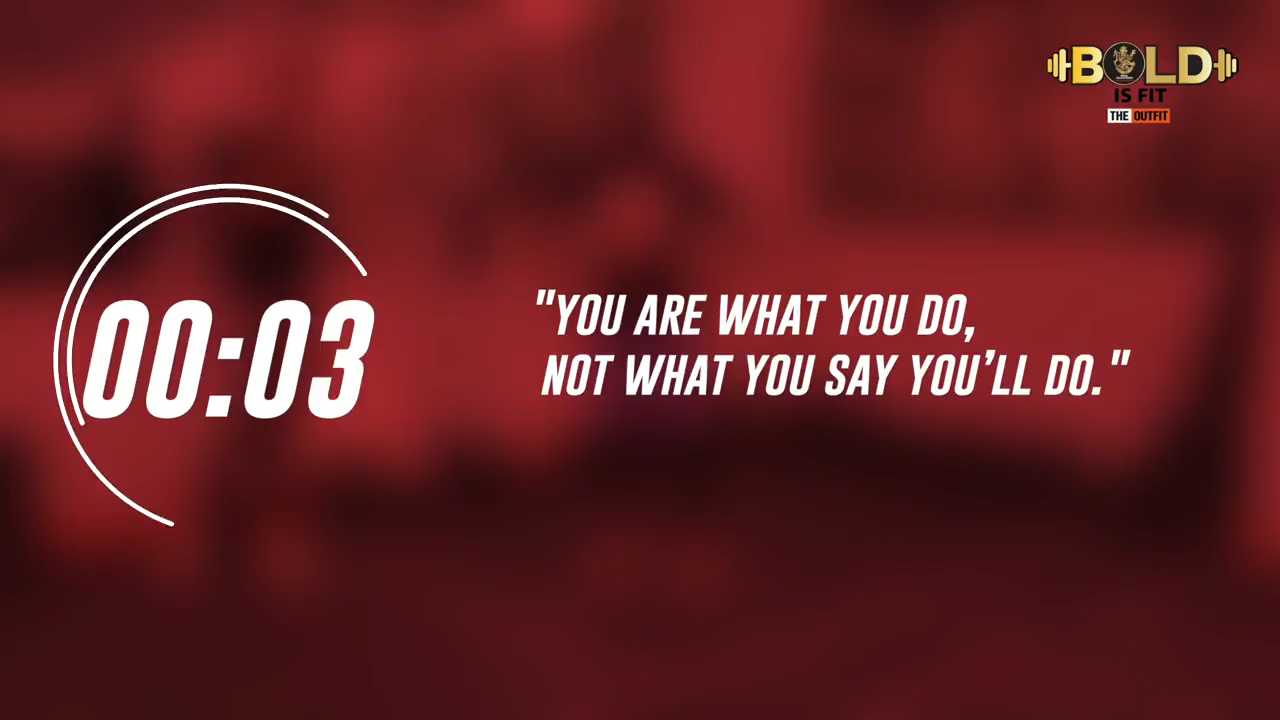 BOLD
IS FIT
THE OUTFIT
00:03
"YOU ARE WHAT YOU DO,
NOT WHAT YOU SAY YOU’LL DO."